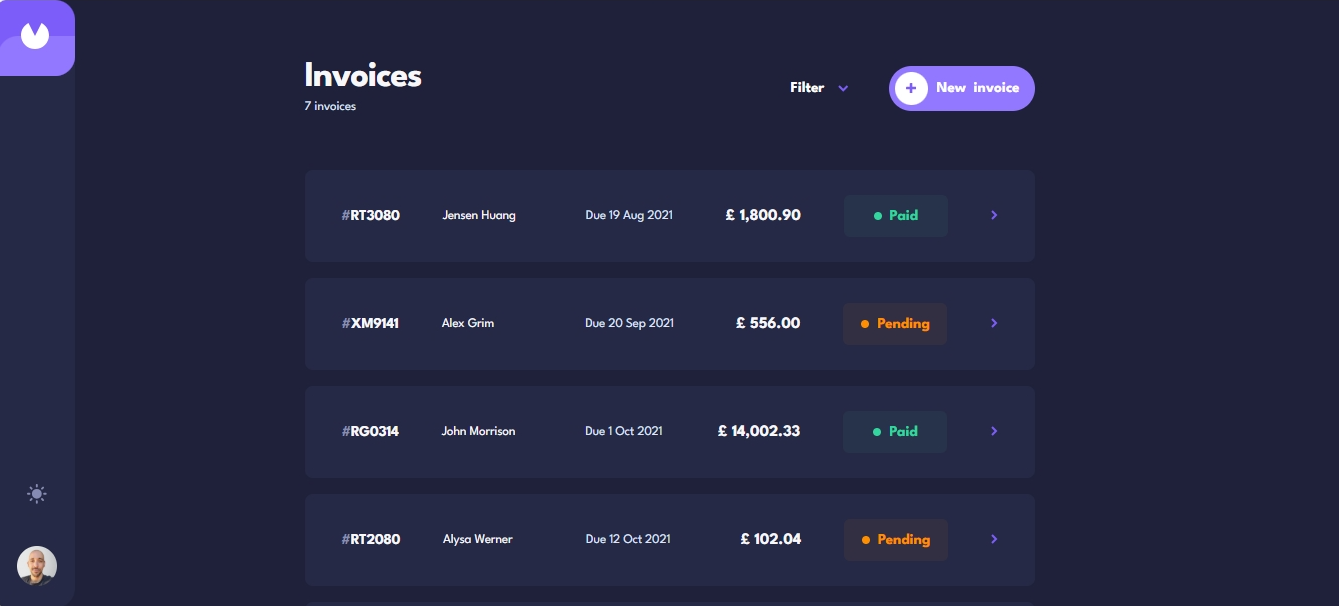 Invoices
7 invoices
Filter
+ New invoice
#RT3080 Jensen Huang Due 19 Aug 2021 £ 1,800.90 Paid
#XM9141 Alex Grim Due 20 Sep 2021 £ 556.00 Pending
#RG0314 John Morrison Due 1 Oct 2021 £ 14,002.33 Paid
#RT2080 Alysa Werner Due 12 Oct 2021 £ 102.04 Pending